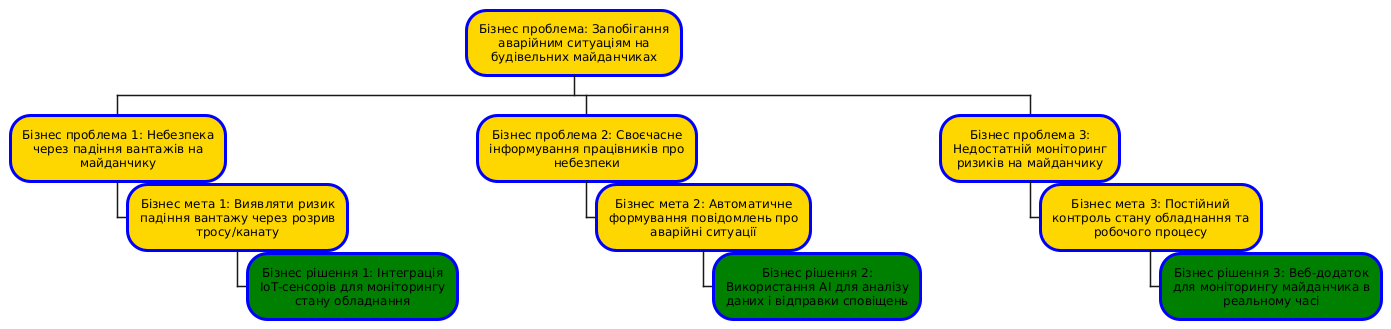 Бізнес проблема: Запобігання
аварійним ситуаціям на
будівельних майданчиках
Бізнес проблема 1: Небезпека
через падіння вантажів на
майданчику
Бізнес мета 1: Виявляти ризик
падіння вантажу через розрив
тросу/канату
Бізнес рішення 1: Інтеграція
IoT-сенсорів для моніторингу
стану обладнання
Бізнес проблема 2: Своєчасне
інформування працівників про
небезпеки
Бізнес мета 2: Автоматичне
формування повідомлень про
аварійні ситуації
Бізнес рішення 2:
Використання AI для аналізу
даних і відправки сповіщень
Бізнес проблема 3:
Недостатній моніторинг
ризиків на майданчику
Бізнес мета 3: Постійний
контроль стану обладнання та
робочого процесу
Бізнес рішення 3: Веб-додаток
для моніторингу майданчика в
реальному часі